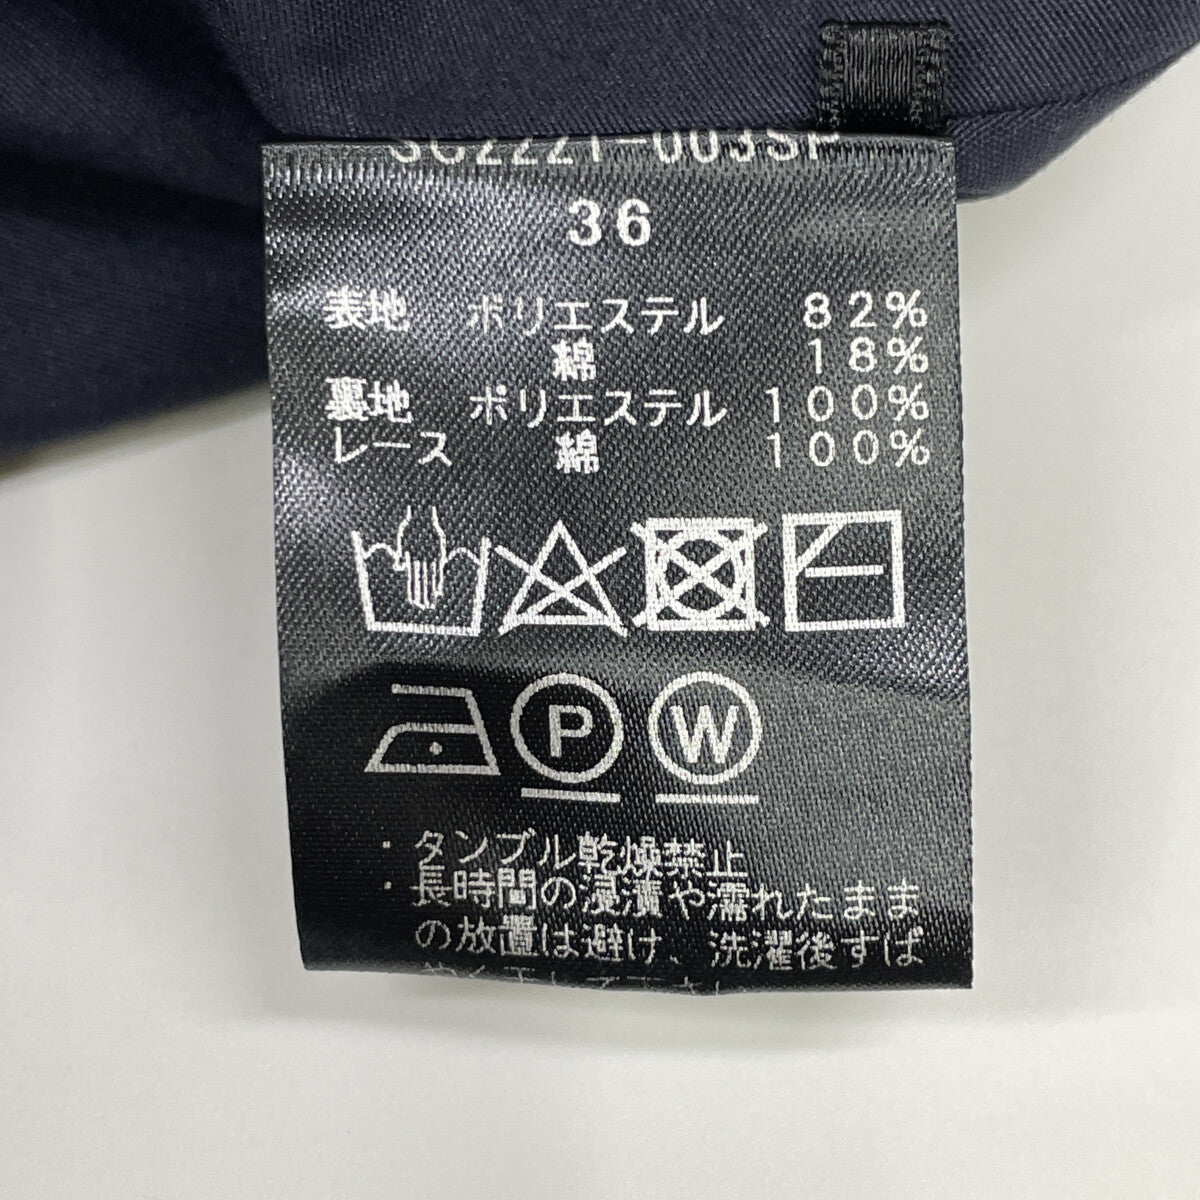 SC2221-003SP
36
表地 ポリエステル 82%
綿 18%
裏地 ポリエステル 100%
レース 綿 100%
P W
・タンブル乾燥禁止
・長時間の浸漬や濡れたまま
の放置は避け、洗濯後すば